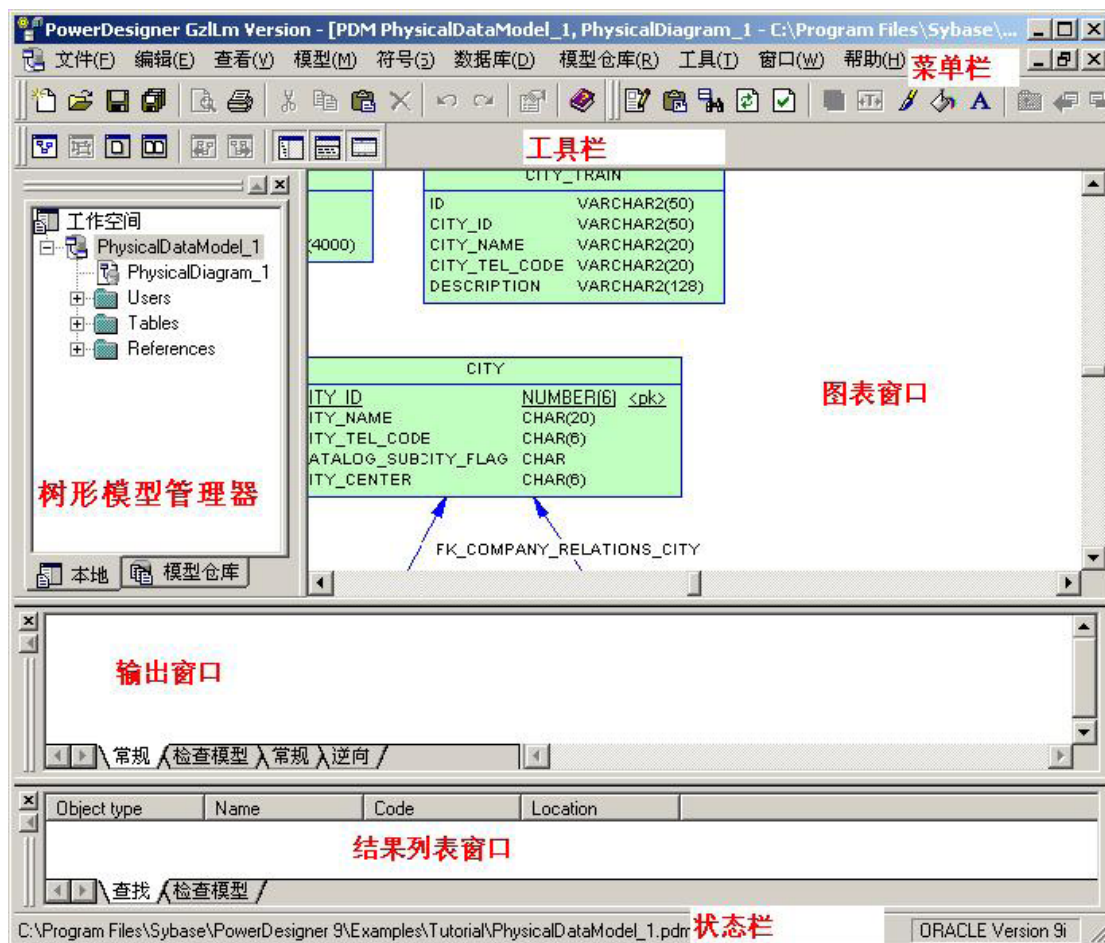 PowerDesigner GzlLm Version - [PDM PhysicalDataModel_1, PhysicalDiagram_1 - C:\Program Files\Sybase\...
文件(F) 编辑(E) 查看(V) 模型(M) 符号(S) 数据库(D) 模型仓库(R) 工具(T) 窗口(W) 帮助(H) 菜单栏
工具栏
工作空间
PhysicalDataModel_1
PhysicalDiagram_1
Users
Tables
References
树形模型管理器
本地 模型仓库
(4000)
CITY_TRAIN
ID VARCHAR2(50)
CITY_ID VARCHAR2(50)
CITY_NAME VARCHAR2(20)
CITY_TEL_CODE VARCHAR2(20)
DESCRIPTION VARCHAR2(128)
CITY
ITY_ID NUMBER(6) <pk>
ITY_NAME CHAR(20)
ITY_TEL_CODE CHAR(6)
ATALOG_SUBCITY_FLAG CHAR
ITY_CENTER CHAR(6)
FK_COMPANY_RELATIONS_CITY
图表窗口
输出窗口
常规 检查模型 常规 逆向
Object type Name Code Location
结果列表窗口
查找 检查模型
C:\Program Files\Sybase\PowerDesigner 9\Examples\Tutorial\PhysicalDataModel_1.pdm 状态栏 ORACLE Version 9i